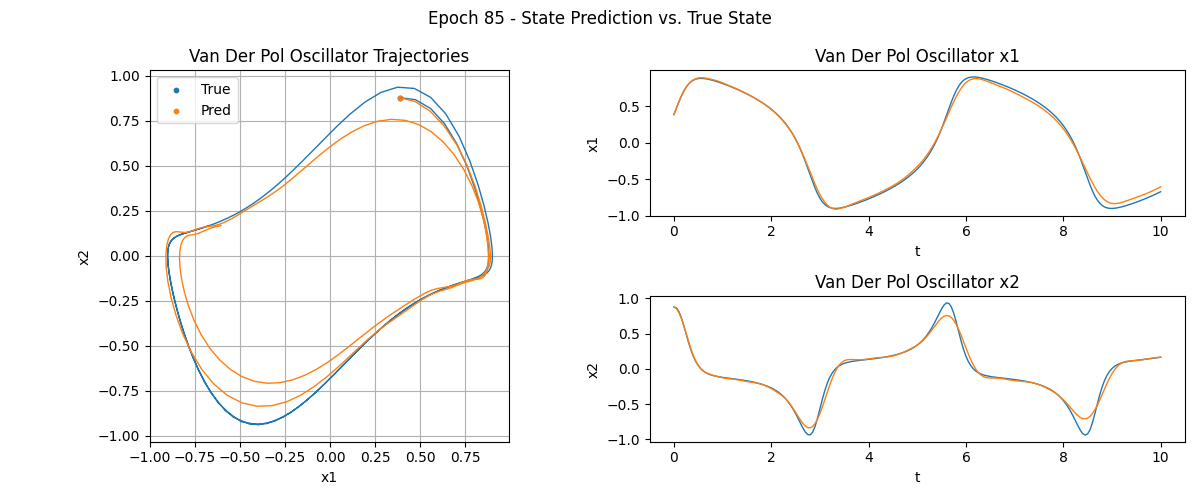 Epoch 85 - State Prediction vs. True State
Van Der Pol Oscillator Trajectories
True
Pred
1.00
0.75
0.50
0.25
0.00
−0.25
−0.50
−0.75
−1.00
x2
−1.00 −0.75 −0.50 −0.25 0.00 0.25 0.50 0.75
x1
Van Der Pol Oscillator x1
0.5
0.0
−0.5
−1.0
x1
0 2 4 6 8 10
t
Van Der Pol Oscillator x2
1.0
0.5
0.0
−0.5
−1.0
x2
0 2 4 6 8 10
t